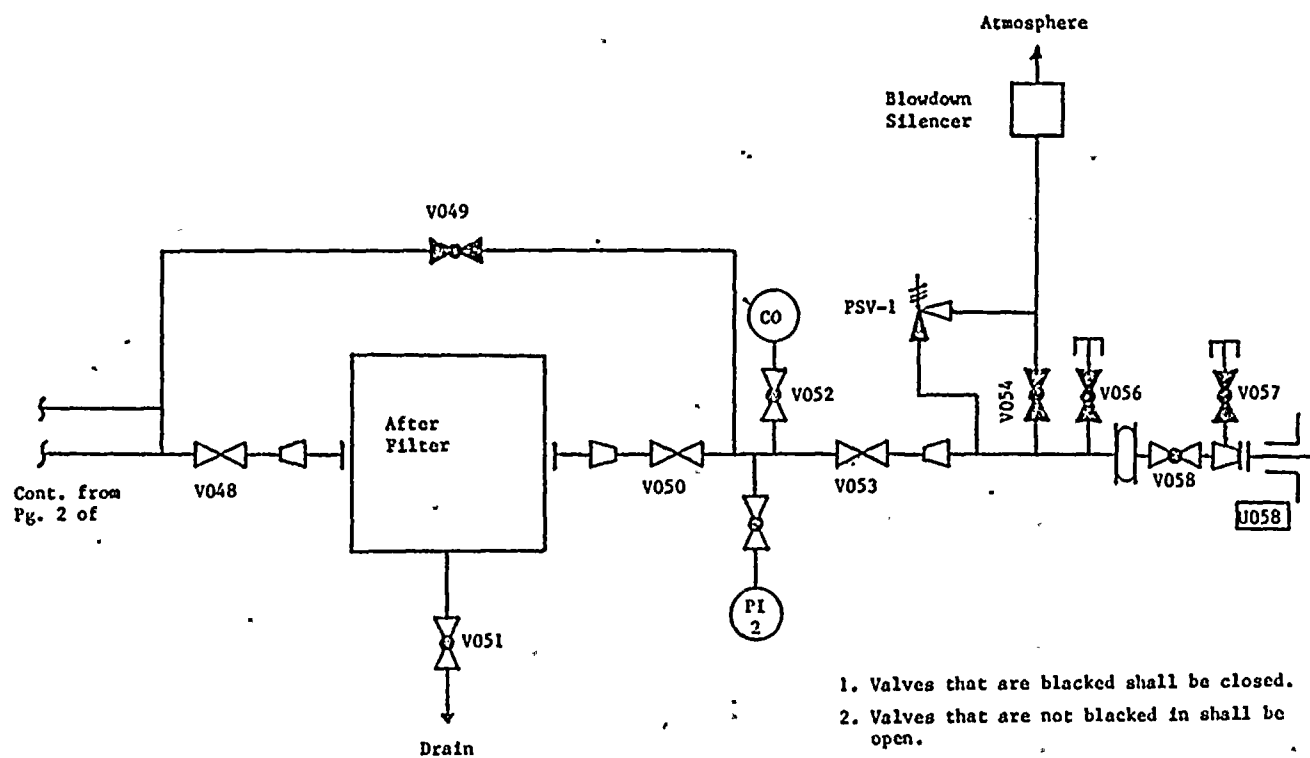 Atmosphere
Blowdown
Silencer
V049
CO
PSV-1
V052
V054
V056
V057
After
Filter
V048
V050
V053
V058
Cont. from
Pg. 2 of
U058
PI
2
V051
Drain
1. Valves that are blacked shall be closed.
2. Valves that are not blacked in shall be
open.